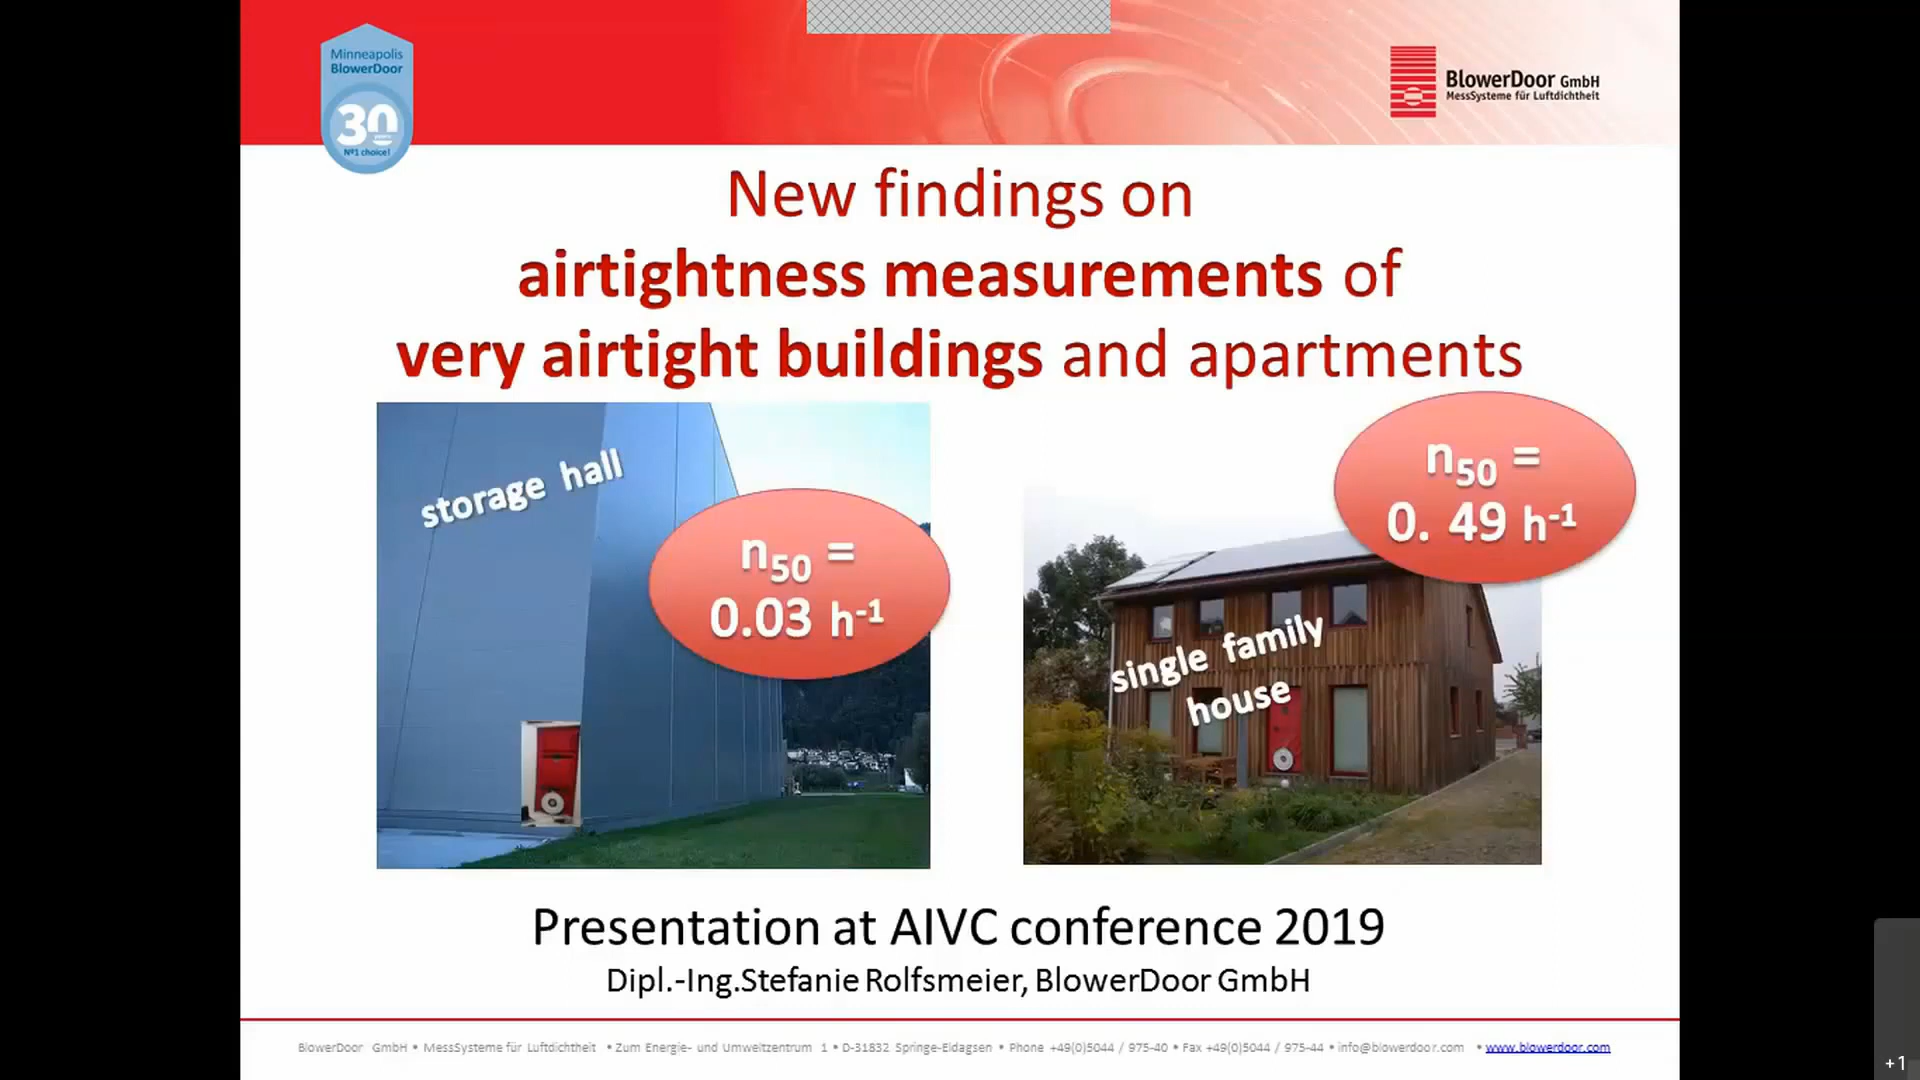 Minneapolis
BlowerDoor
30
years
Nº1 choice!
BlowerDoor GmbH
MessSysteme für Luftdichtheit
New findings on
airtightness measurements of
very airtight buildings and apartments
storage hall
n50 =
0.03 h-1
n50 =
0. 49 h-1
single family
house
Presentation at AIVC conference 2019
Dipl.-Ing.Stefanie Rolfsmeier, BlowerDoor GmbH
BlowerDoor GmbH • MessSysteme für Luftdichtheit • Zum Energie- und Umweltzentrum 1 • D-31832 Springe-Eldagsen • Phone +49(0)5044 / 975-40 • Fax +49(0)5044 / 975-44 • info@blowerdoor.com • www.blowerdoor.com
+1